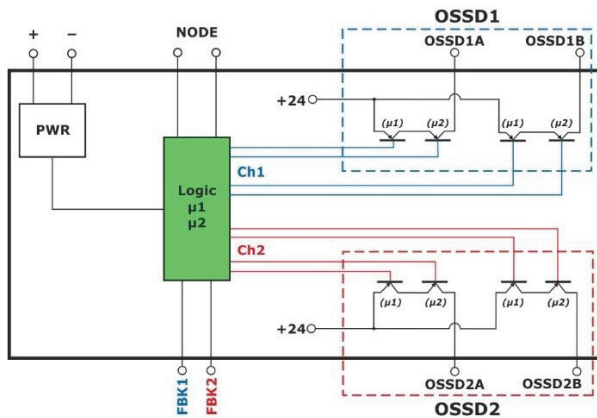 OSSD1
+
−
NODE
OSSD1A
OSSD1B
+24
PWR
(µ1)
(µ2)
(µ1)
(µ2)
Logic
µ1
µ2
Ch1
Ch2
(µ1)
(µ2)
(µ1)
(µ2)
+24
FBK1
FBK2
OSSD2A
OSSD2B
OSSD2